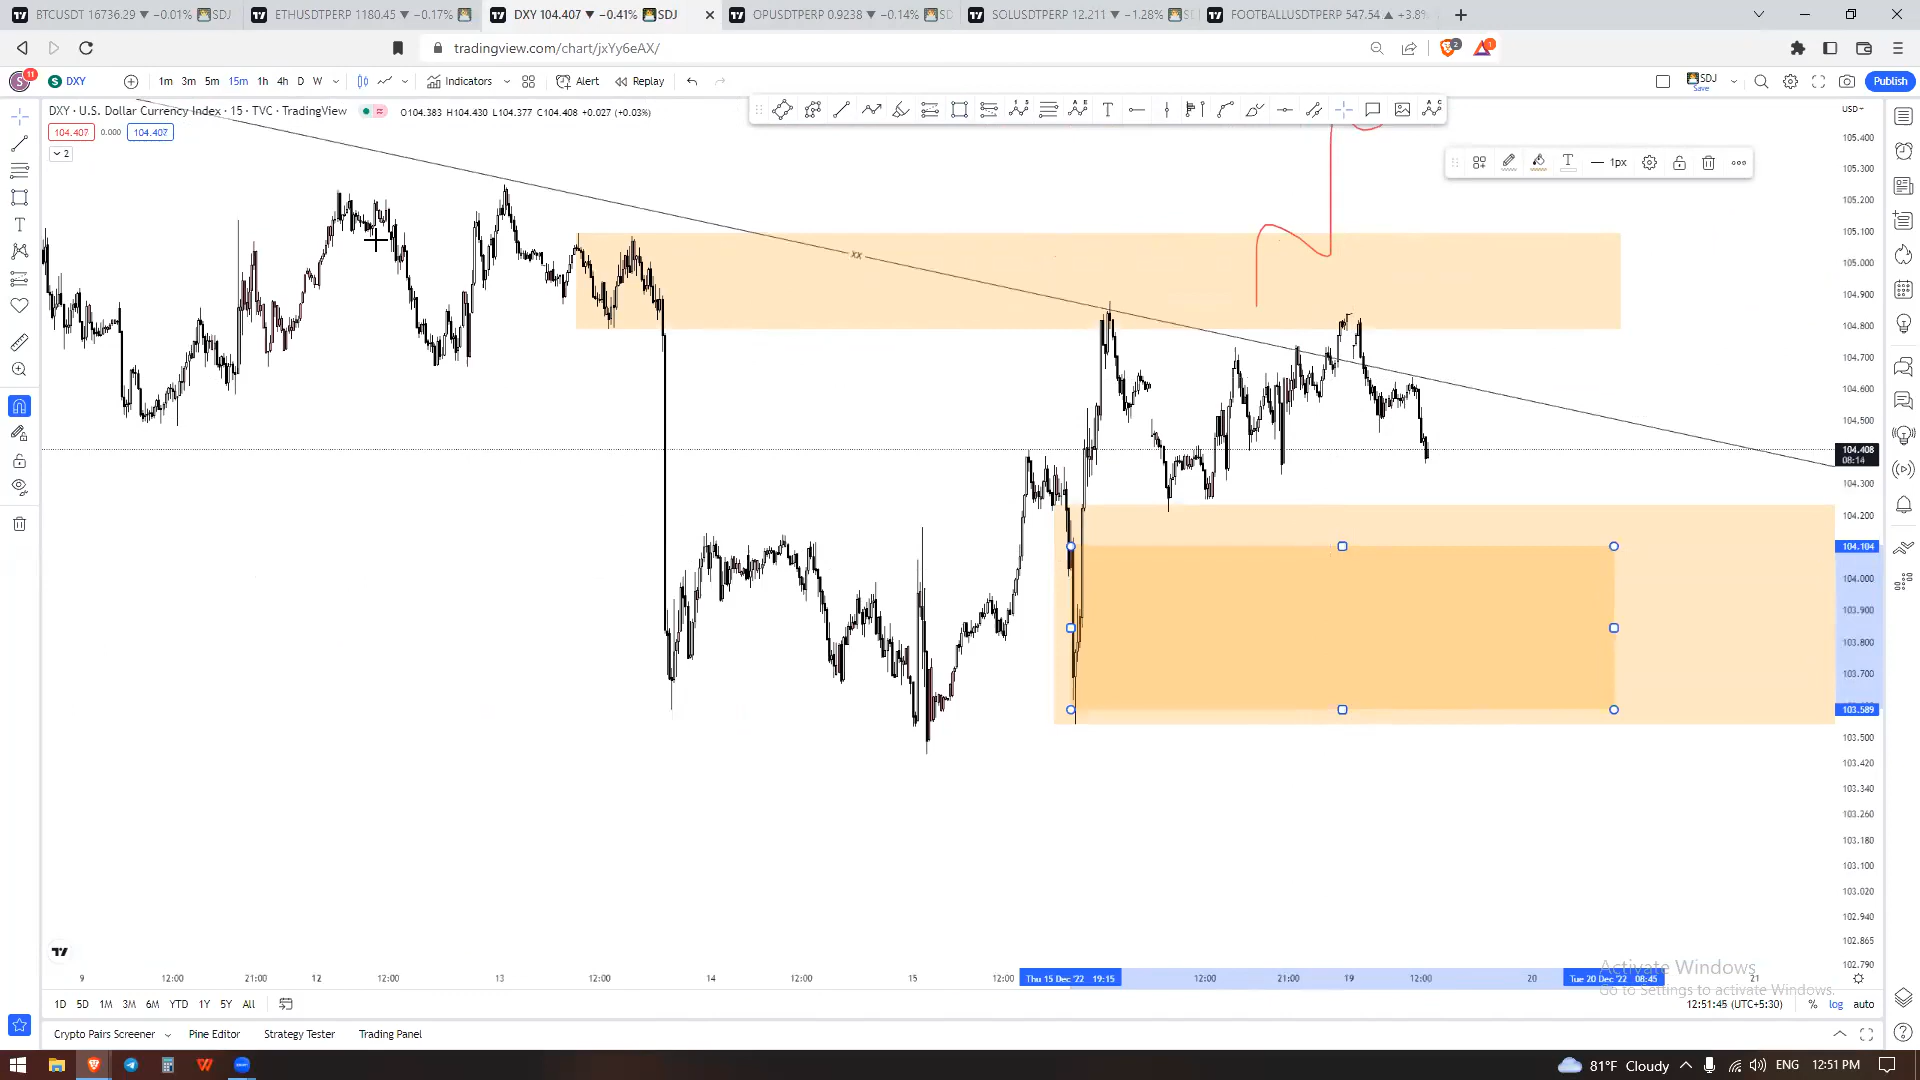 BTCUSDT 16736.29 ▼ −0.01% SDJ
ETHUSDTPERP 1180.45 ▼ −0.17%
DXY 104.407 ▼ −0.41% SDJ
OPUSDTPERP 0.9238 ▼ −0.14%
SOLUSDTPERP 12.211 ▼ −1.28%
FOOTBALLUSDTPERP 547.54 ▲ +3.8%
tradingview.com/chart/jxYy6eAX/
2
1
11
S DXY
1m 3m 5m 15m 1h 4h D W
Indicators
Alert
Replay
SDJ
Save
Publish
DXY · U.S. Dollar Currency Index · 15 · TVC · TradingView
O104.383 H104.430 L104.377 C104.408 +0.027 (+0.03%)
104.407 0.000 104.407
2
USD
1px
xx
105.400
105.300
105.200
105.100
105.000
104.900
104.800
104.700
104.600
104.500
104.408
08:14
104.300
104.200
104.104
104.000
103.900
103.800
103.700
103.589
103.500
103.420
103.340
103.260
103.180
103.100
103.020
102.940
102.865
102.790
9 12:00 21:00 12 12:00 13 12:00 14 12:00 15 12:00 Thu 15 Dec '22 19:15 12:00 21:00 19 12:00 20 Tue 20 Dec '22 08:45 21
Activate Windows
Go to Settings to activate Windows.
1D 5D 1M 3M 6M YTD 1Y 5Y All
12:51:45 (UTC+5:30) % log auto
Crypto Pairs Screener Pine Editor Strategy Tester Trading Panel
81°F Cloudy ENG 12:51 PM